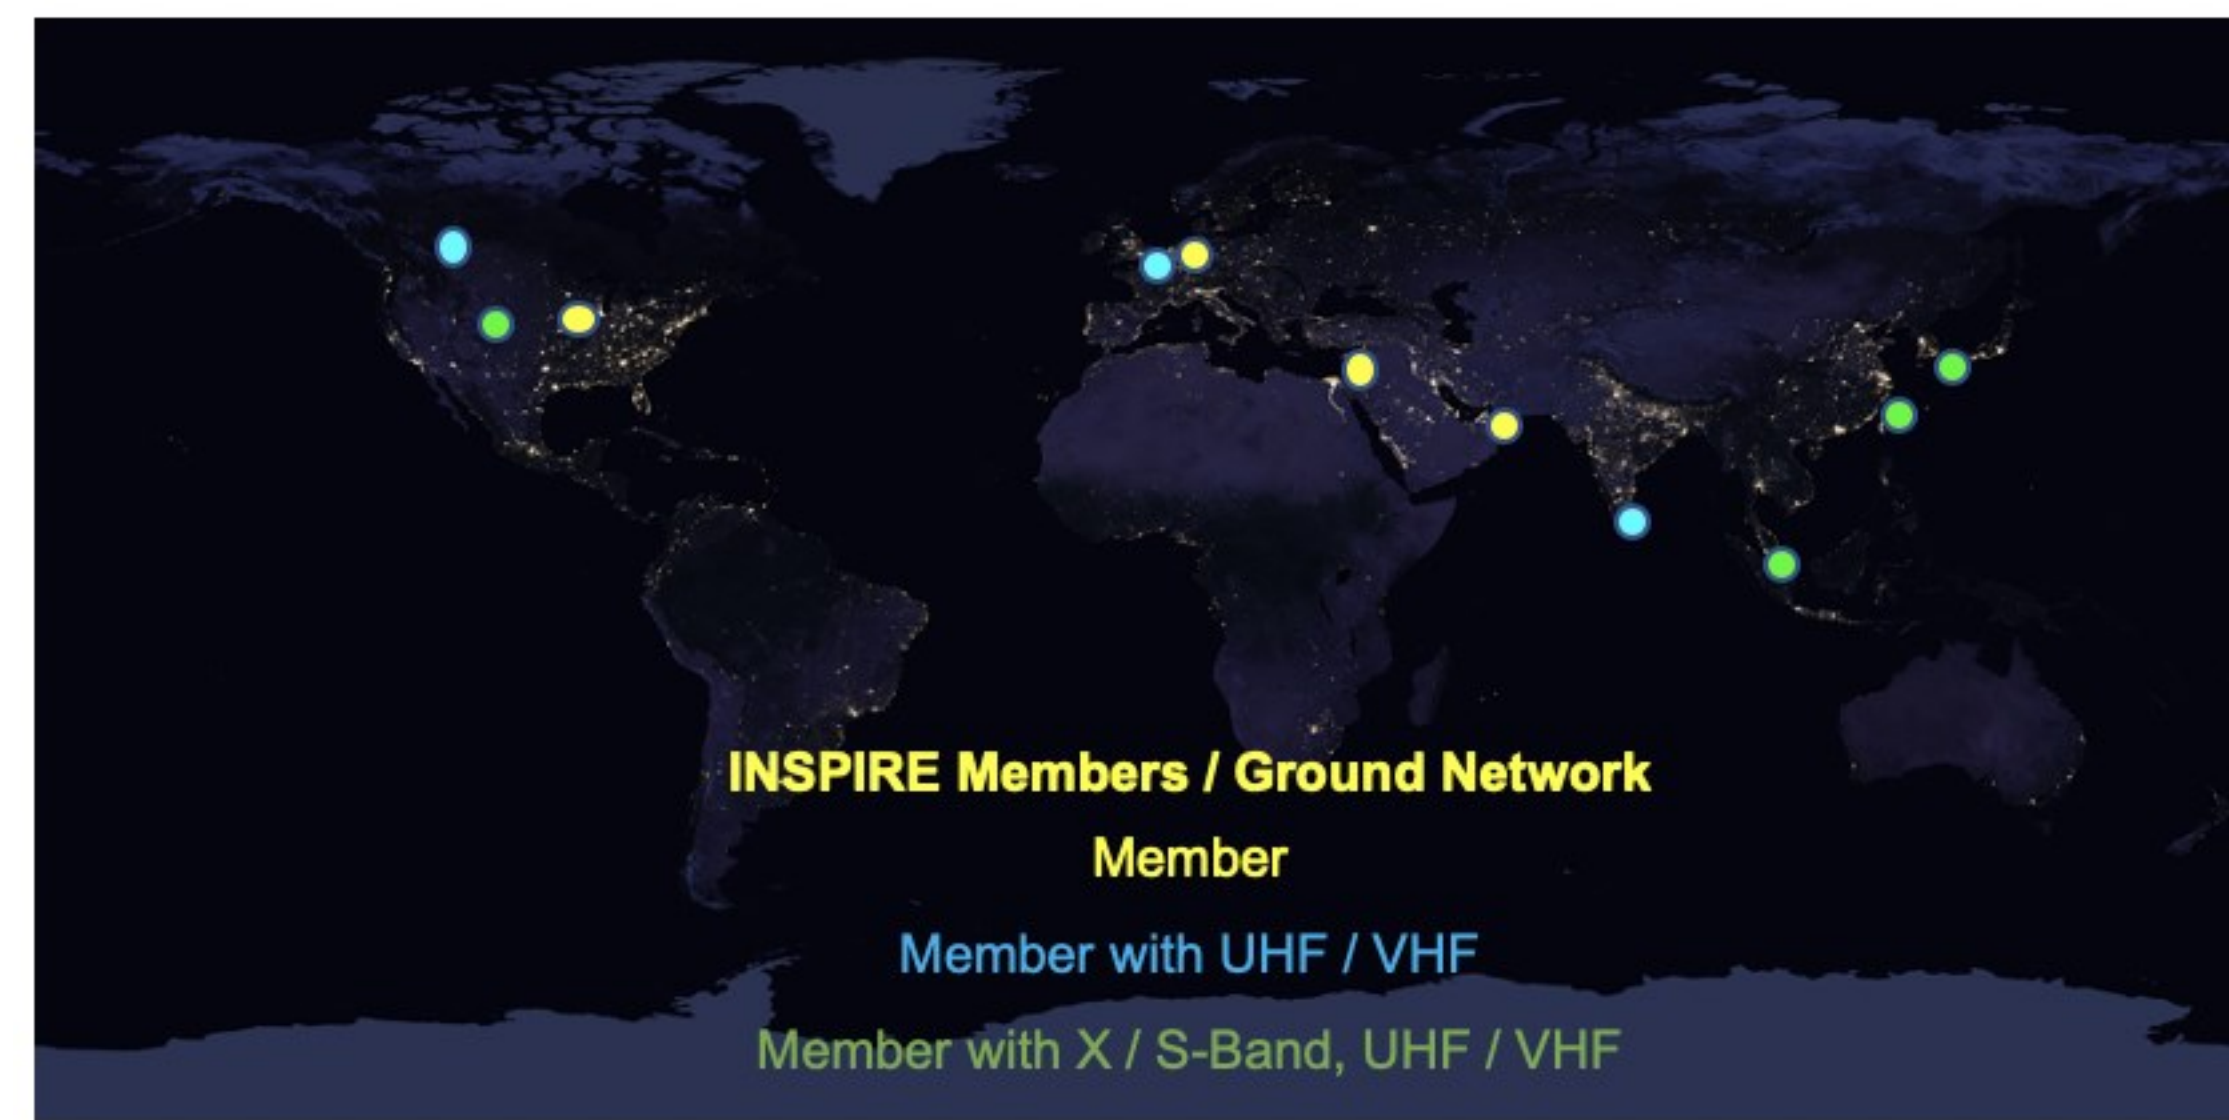 INSPIRE Members / Ground Network
Member
Member with UHF / VHF
Member with X / S-Band, UHF / VHF